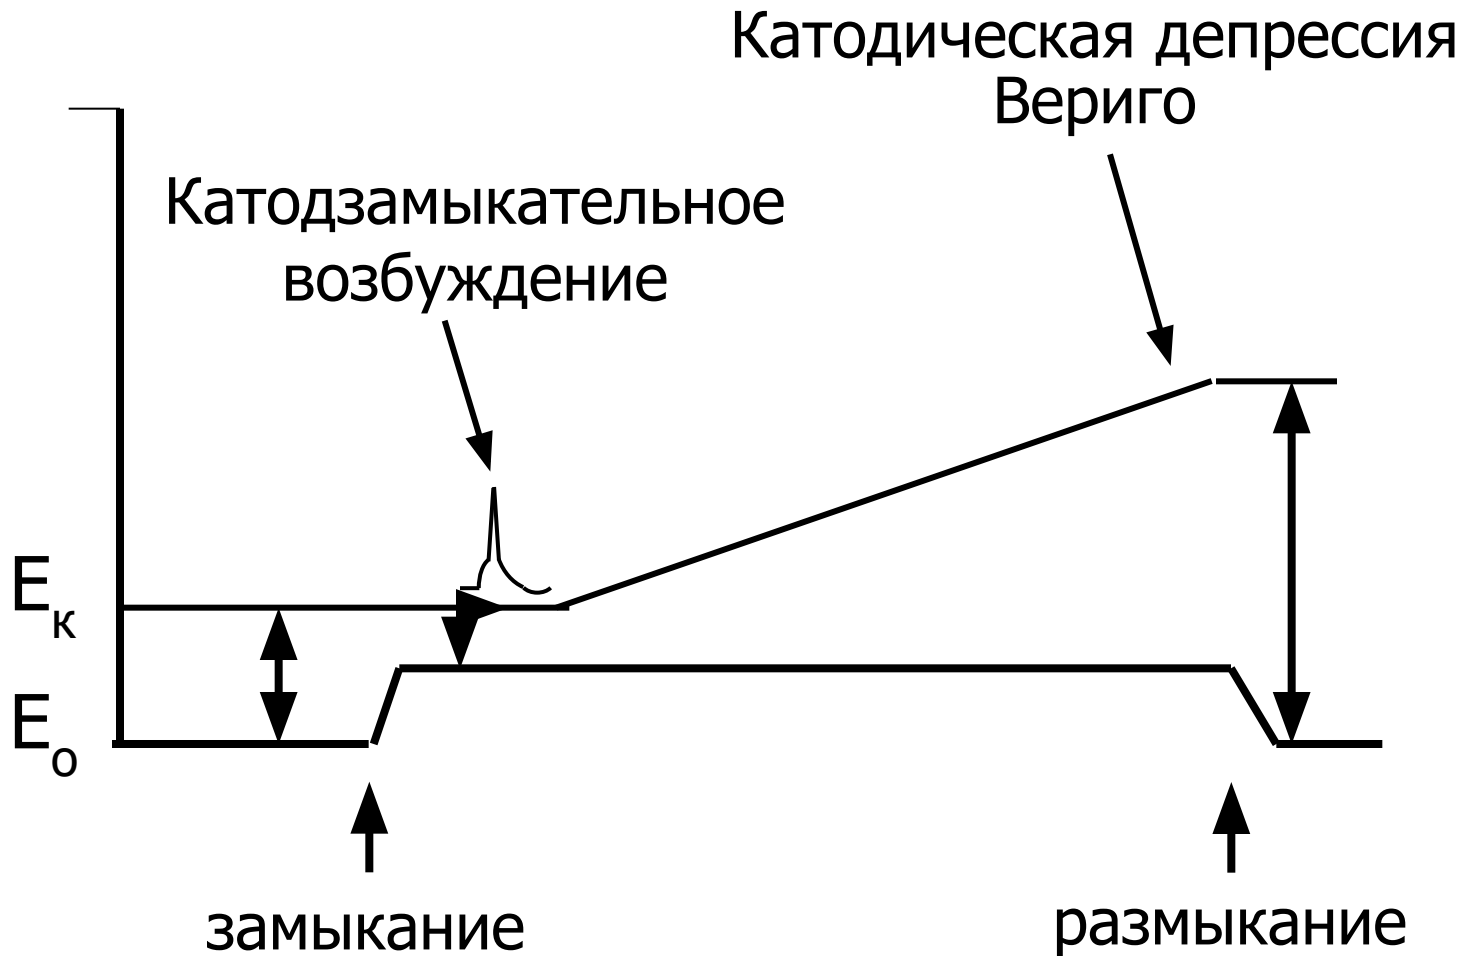 Катодическая депрессия
Вериго
Катодзамыкательное
возбуждение
Eк
Eо
замыкание
размыкание